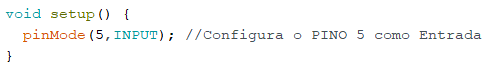 void setup() {
  pinMode(5,INPUT); //Configura o PINO 5 como Entrada
}